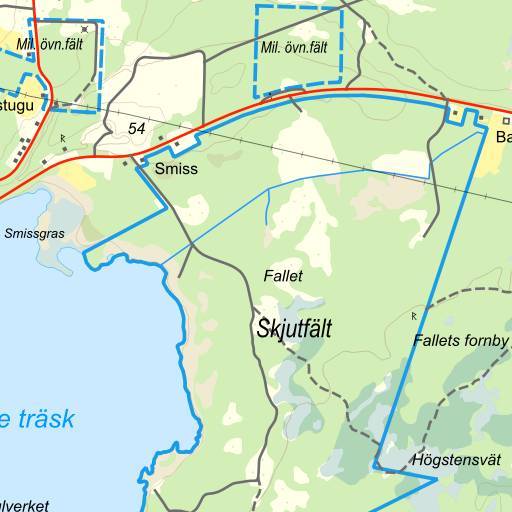 Mil. övn.fält
Mil. övn.fält
stugu
R
54
Ba
Smiss
Smissgras
Fallet
R
Skjutfält
Fallets fornby
e träsk
Högstensvät
lverket